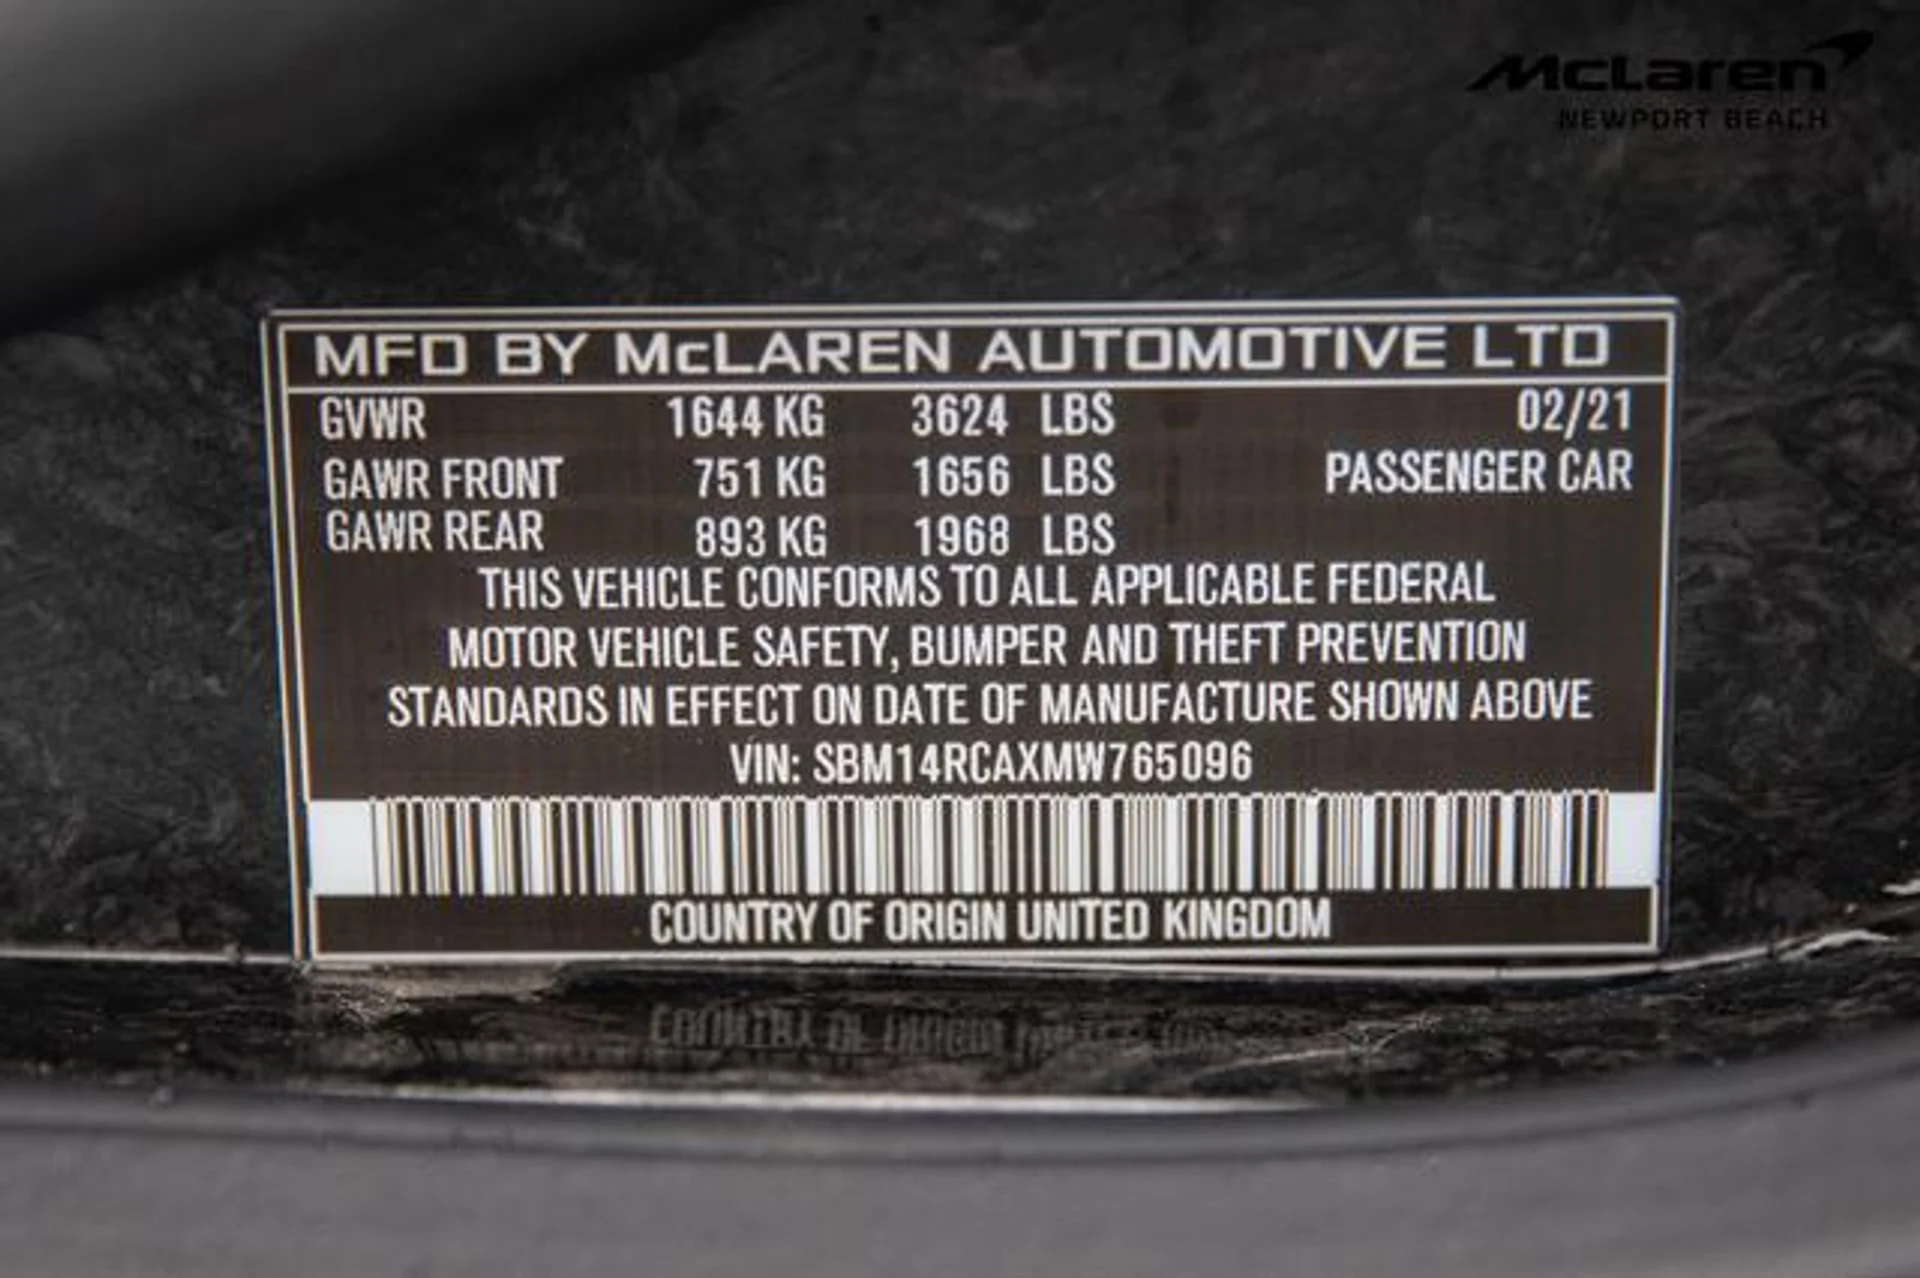 McLaren
NEWPORT BEACH
MFD BY McLAREN AUTOMOTIVE LTD
GVWR 1644 KG 3624 LBS 02/21
GAWR FRONT 751 KG 1656 LBS PASSENGER CAR
GAWR REAR 893 KG 1968 LBS
THIS VEHICLE CONFORMS TO ALL APPLICABLE FEDERAL
MOTOR VEHICLE SAFETY, BUMPER AND THEFT PREVENTION
STANDARDS IN EFFECT ON DATE OF MANUFACTURE SHOWN ABOVE
VIN: SBM14RCAXMW765096
COUNTRY OF ORIGIN UNITED KINGDOM